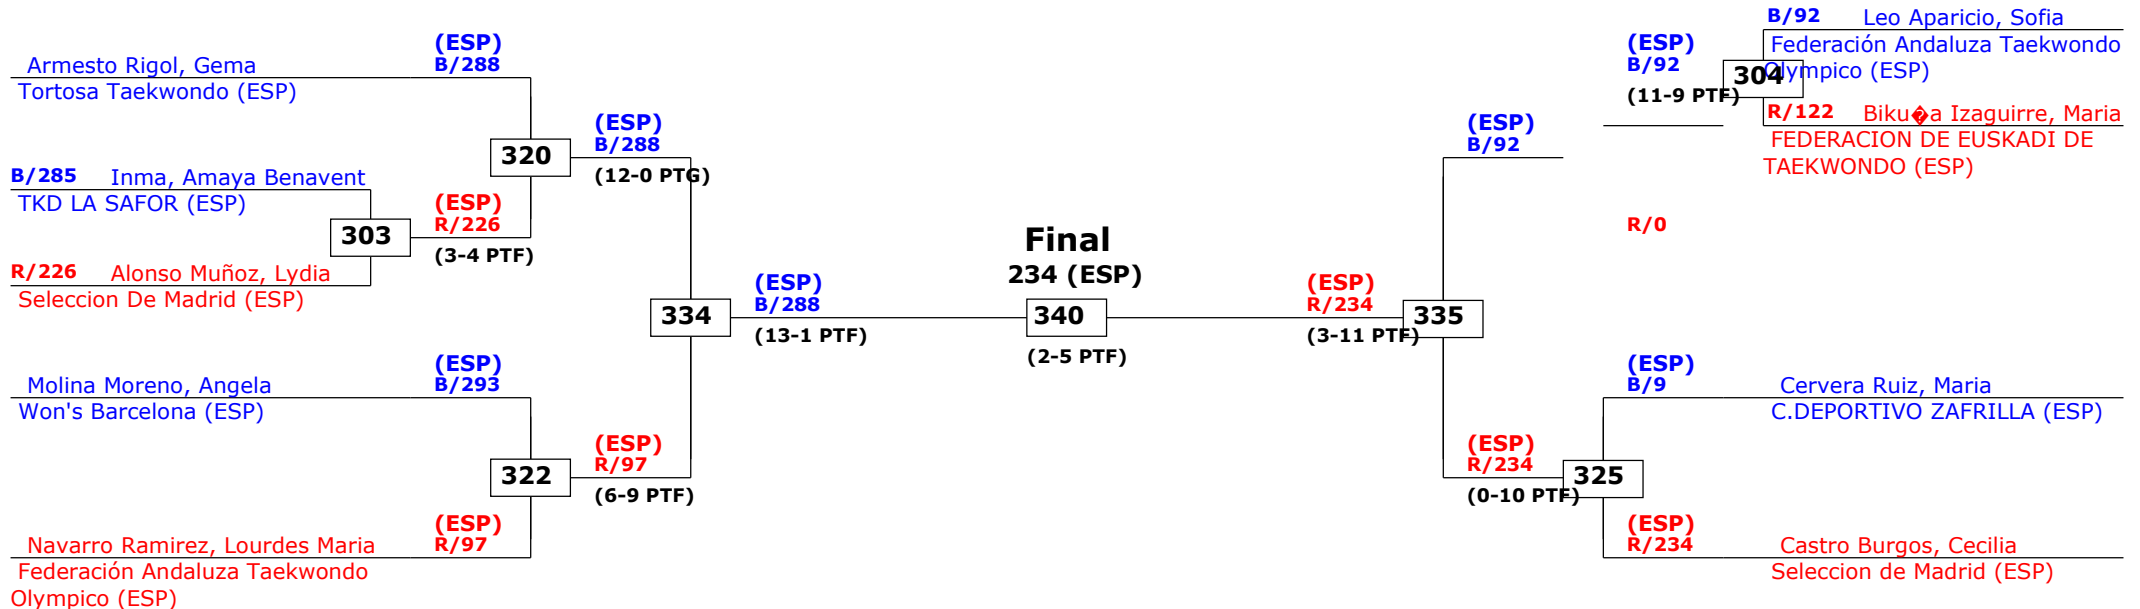 (ESP)
B/288
Armesto Rigol, Gema
Tortosa Taekwondo (ESP)
320
(ESP)
B/288
(12-0 PTG)
B/285 Inma, Amaya Benavent
TKD LA SAFOR (ESP)
303
(ESP)
R/226
(3-4 PTF)
R/226 Alonso Muñoz, Lydia
Seleccion De Madrid (ESP)
334
(ESP)
B/288
(13-1 PTF)
(ESP)
B/293
Molina Moreno, Angela
Won's Barcelona (ESP)
322
(ESP)
R/97
(6-9 PTF)
(ESP)
R/97
Navarro Ramirez, Lourdes Maria
Federación Andaluza Taekwondo
Olympico (ESP)
Final
234 (ESP)
340
(2-5 PTF)
(ESP)
R/234
(3-11 PTF)
335
(ESP)
B/92
(ESP)
B/92
(11-9 PTF)
304
B/92 Leo Aparicio, Sofia
Federación Andaluza Taekwondo
Olympico (ESP)
R/122 Biku�a Izaguirre, Maria
FEDERACION DE EUSKADI DE
TAEKWONDO (ESP)
R/0
(ESP)
B/9
Cervera Ruiz, Maria
C.DEPORTIVO ZAFRILLA (ESP)
(ESP)
R/234
(0-10 PTF)
325
(ESP)
R/234
Castro Burgos, Cecilia
Seleccion de Madrid (ESP)